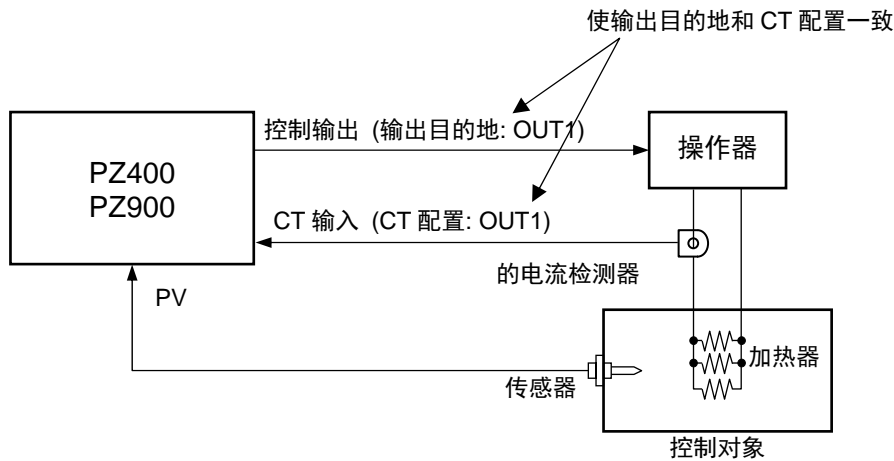 使输出目的地和 CT 配置一致
控制输出 (输出目的地: OUT1)
操作器
PZ400
PZ900
CT 输入 (CT 配置: OUT1)
的电流检测器
PV
加热器
传感器
控制对象